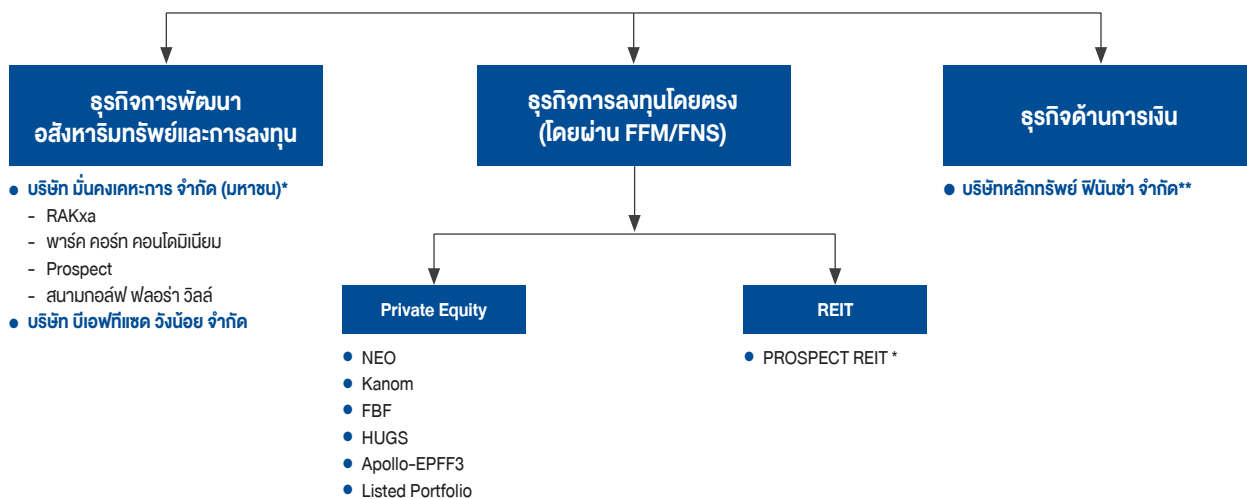 ธุรกิจการพัฒนา
อสังหาริมทรัพย์และการลงทุน
ธุรกิจการลงทุนโดยตรง
(โดยผ่าน FFM/FNS)
ธุรกิจด้านการเงิน
● บริษัท มั่นคงเคหะการ จำกัด (มหาชน)*
- RAKxa
- พาร์ค คอร์ท คอนโดมิเนียม
- Prospect
- สนามกอล์ฟ ฟลอร่า วิลล์
● บริษัท บีเอฟทีแซด วังน้อย จำกัด
● บริษัทหลักทรัพย์ ฟินันซ่า จำกัด**
Private Equity
● NEO
● Kanom
● FBF
● HUGS
● Apollo-EPFF3
● Listed Portfolio
REIT
● PROSPECT REIT *